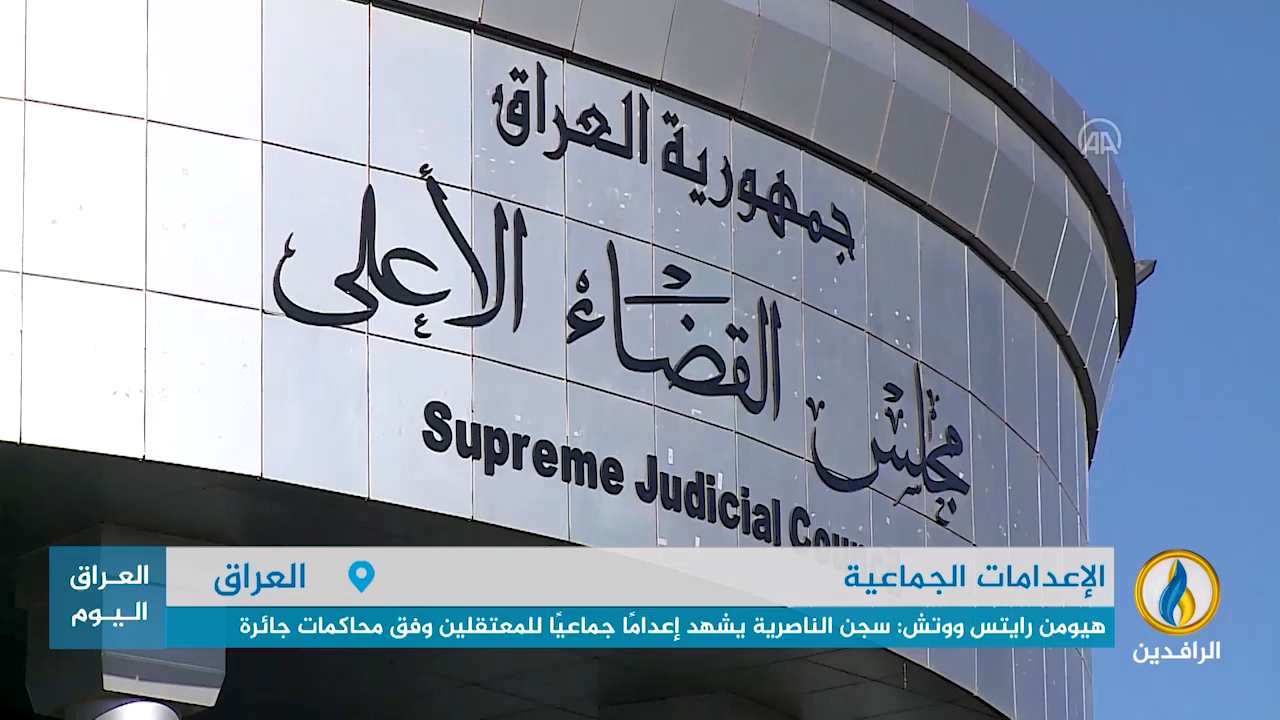 AA
جمهورية العراق
مجلس القضاء الأعلى
Supreme Judicial
الإعدامات الجماعية
العراق
هيومن رايتس ووتش: سجن الناصرية يشهد إعدامًا جماعيًا للمعتقلين وفق محاكمات جائرة
العراق
اليوم
الرافدين